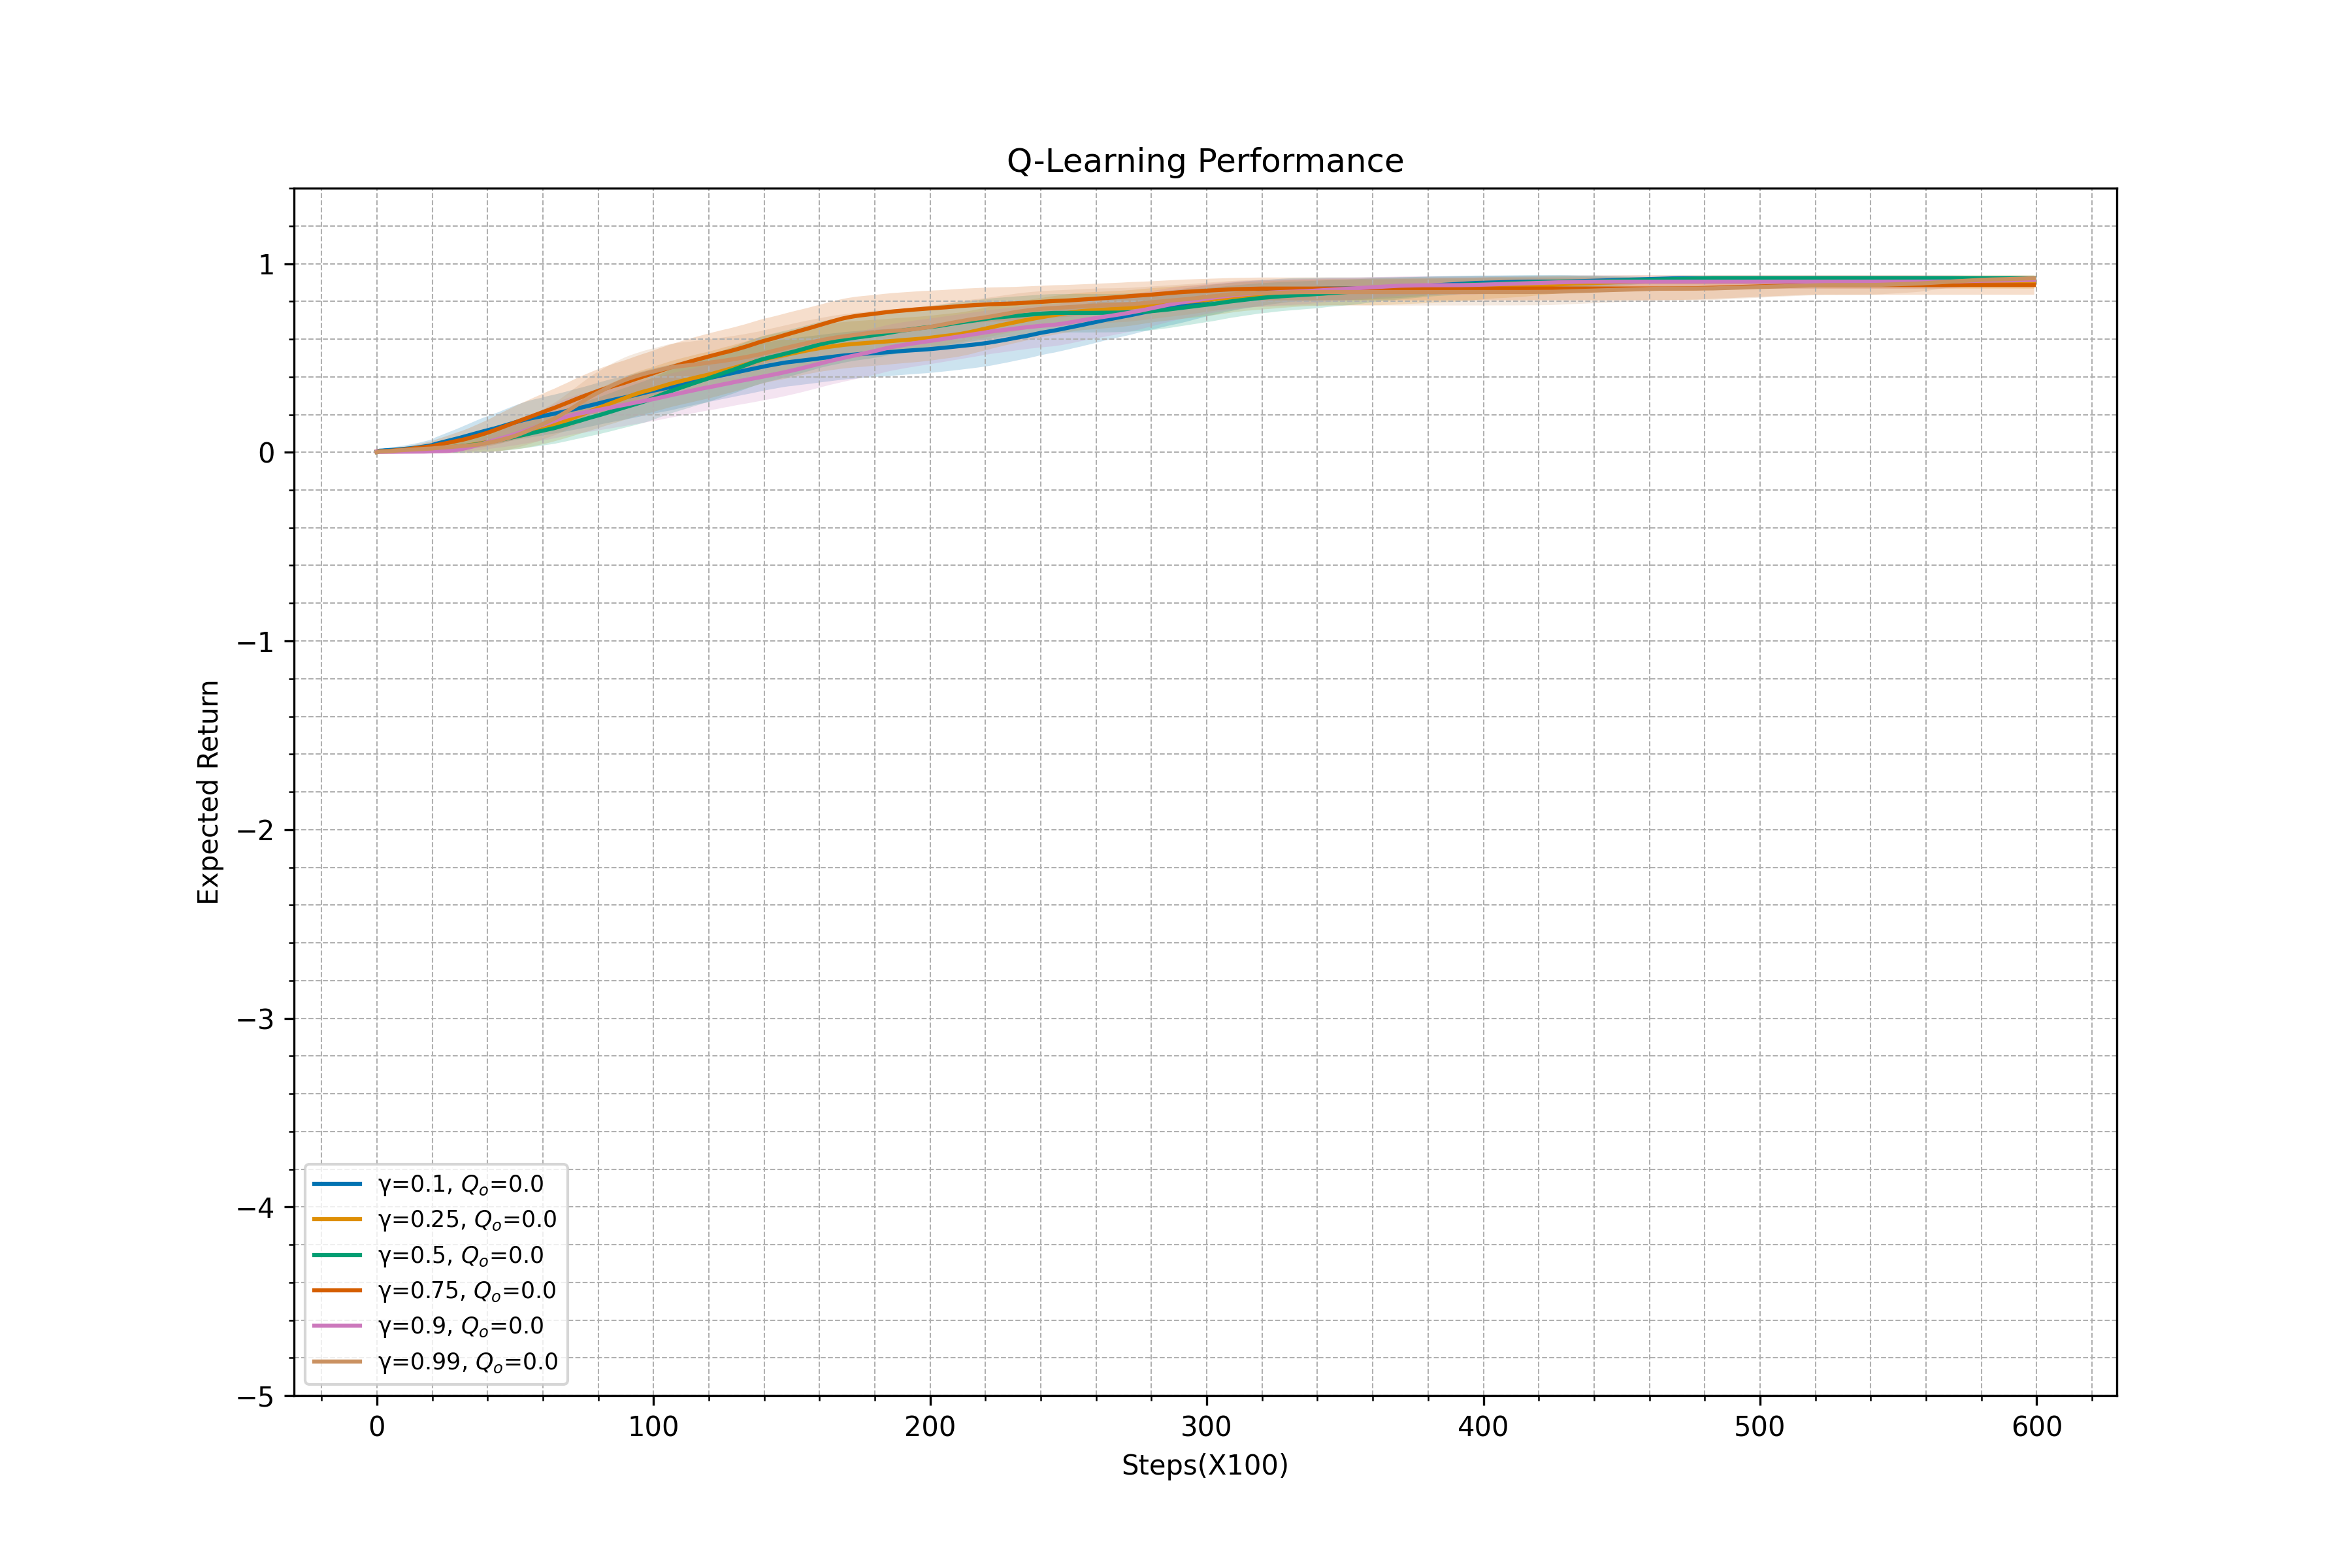 Q-Learning Performance
Expected Return
1
0
−1
−2
−3
−4
−5
γ=0.1, Qₒ=0.0
γ=0.25, Qₒ=0.0
γ=0.5, Qₒ=0.0
γ=0.75, Qₒ=0.0
γ=0.9, Qₒ=0.0
γ=0.99, Qₒ=0.0
0 100 200 300 400 500 600
Steps(X100)